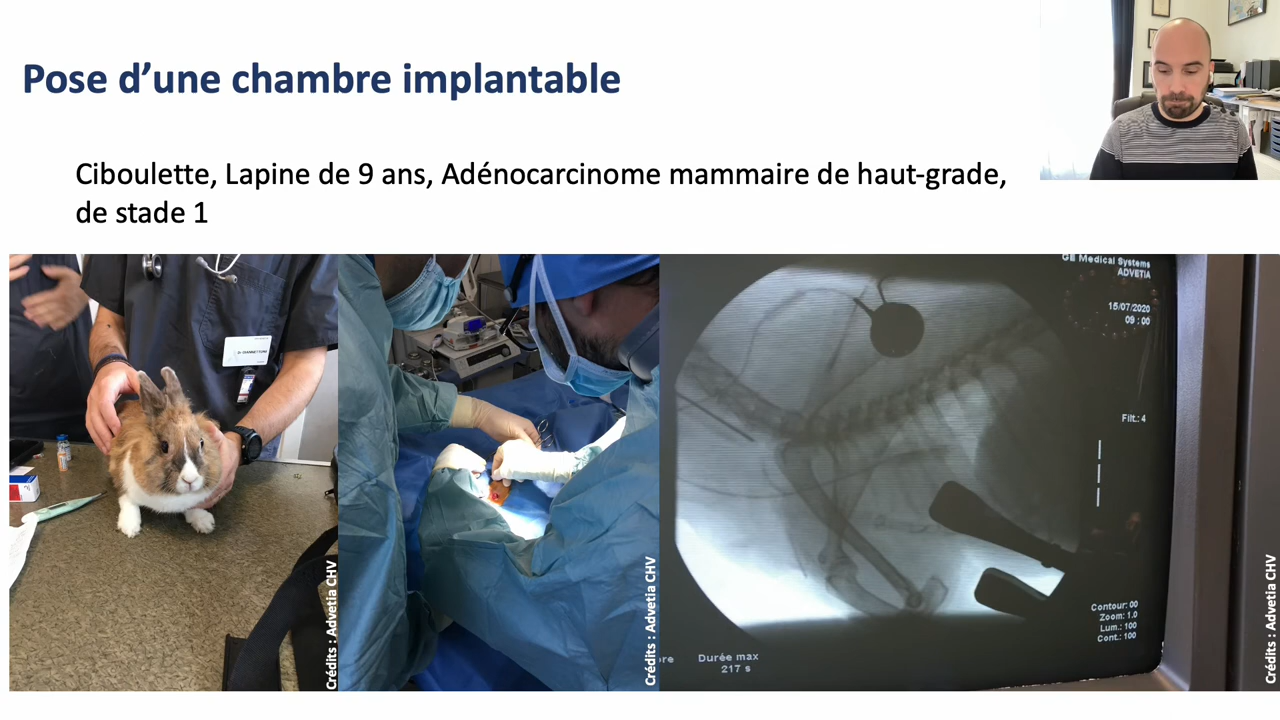 Pose d’une chambre implantable
Ciboulette, Lapine de 9 ans, Adénocarcinome mammaire de haut-grade,
de stade 1
Crédits : Advetia CHV
Crédits : Advetia CHV
GE Medical Systems
ADVETIA
15/07/2020
09 : 00
Filt.: 4
Contour: 00
Zoom: 1.0
Lum.: 100
Cont.: 100
Durée max
217 s
Crédits : Advetia CHV